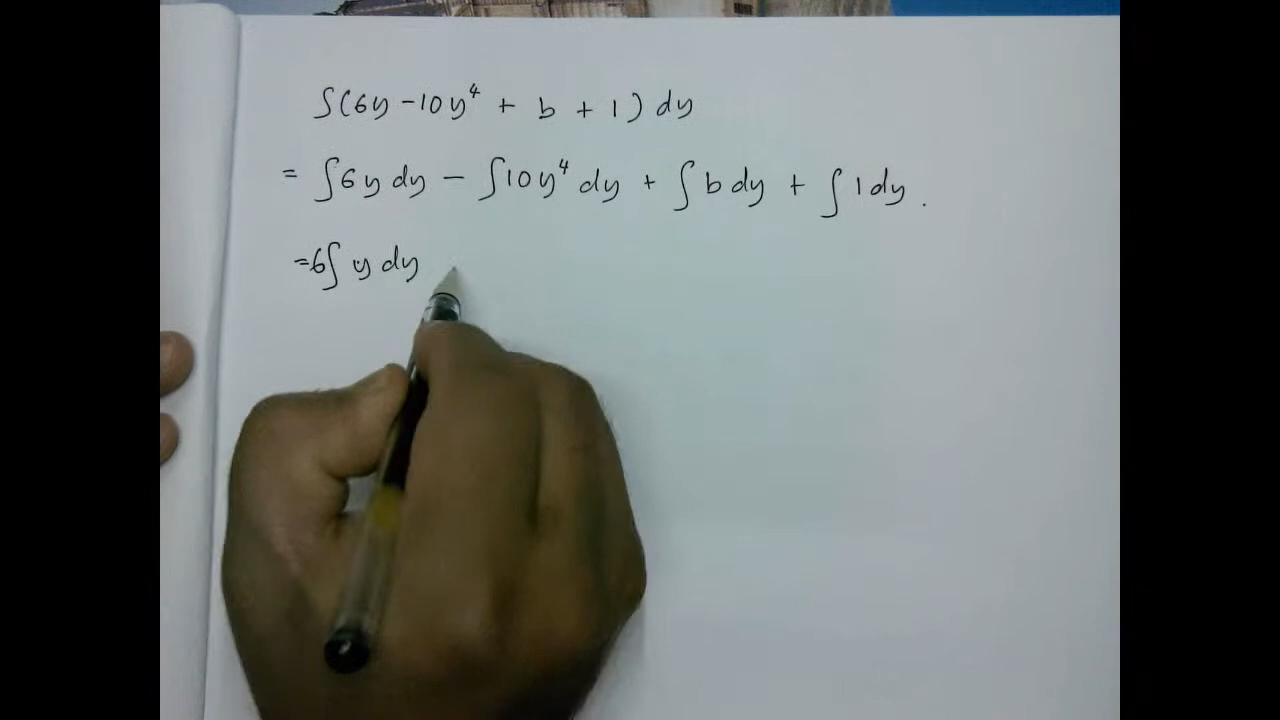 ∫(6y -10y⁴ + b + 1) dy
= ∫6y dy - ∫10y⁴ dy + ∫b dy + ∫1 dy .
=6∫ y dy